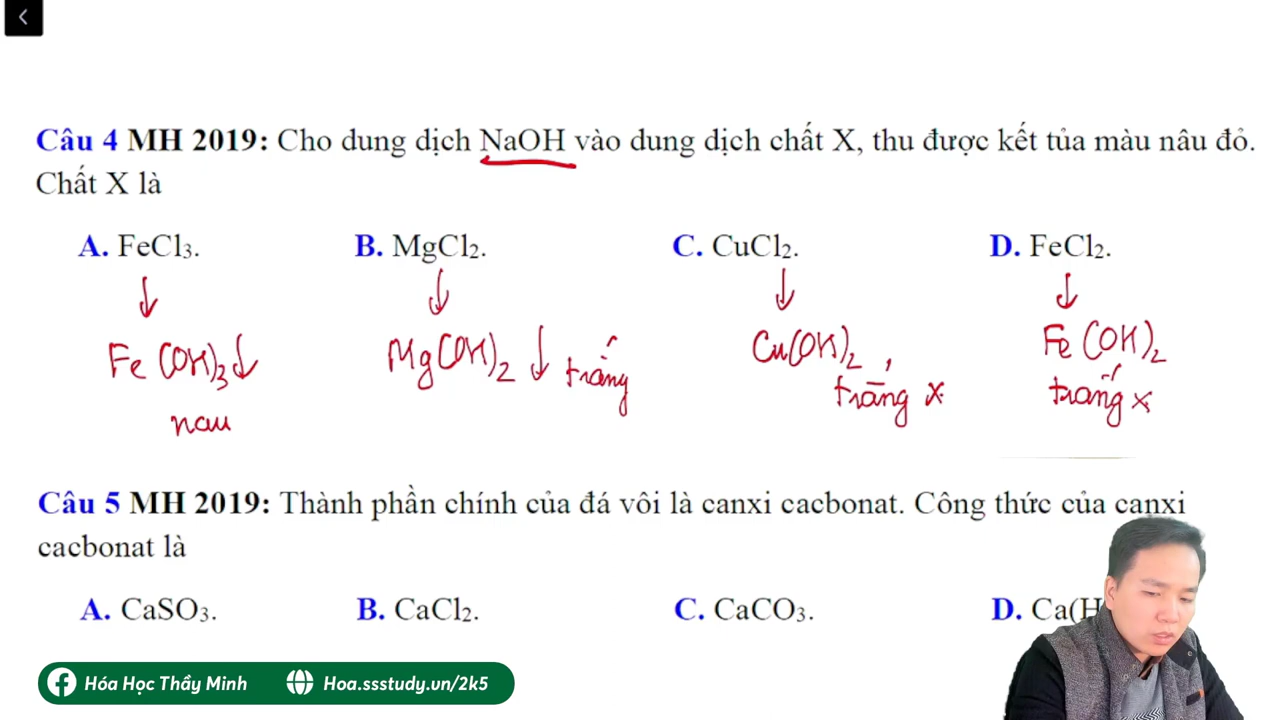 Câu 4 MH 2019: Cho dung dịch NaOH vào dung dịch chất X, thu được kết tủa màu nâu đỏ.
Chất X là
A. FeCl₃. B. MgCl₂. C. CuCl₂. D. FeCl₂.
↓ ↓ ↓ ↓
Fe(OH)₃↓ Mg(OH)₂ ↓ trắng Cu(OH)₂, Fe(OH)₂
nau trắng x trắng x
Câu 5 MH 2019: Thành phần chính của đá vôi là canxi cacbonat. Công thức của canxi
cacbonat là
A. CaSO₃. B. CaCl₂. C. CaCO₃. D. Ca(H
Hóa Học Thầy Minh Hoa.ssstudy.vn/2k5